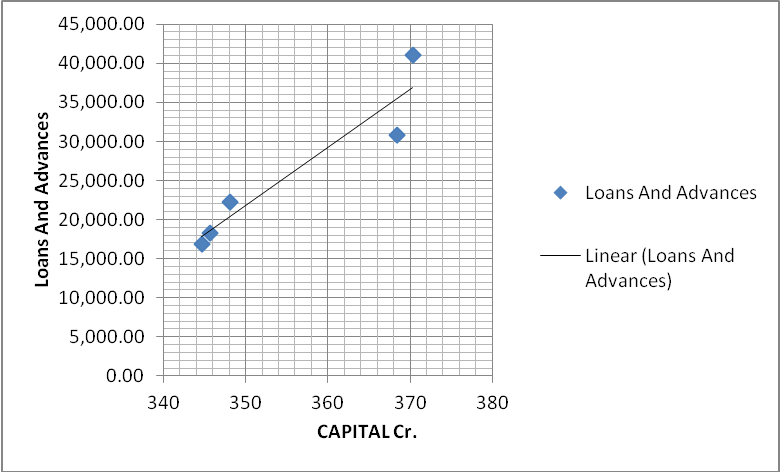 45,000.00
40,000.00
35,000.00
30,000.00
25,000.00
20,000.00
15,000.00
10,000.00
5,000.00
0.00
Loans And Advances
340 350 360 370 380
CAPITAL Cr.
Loans And Advances
Linear (Loans And
Advances)